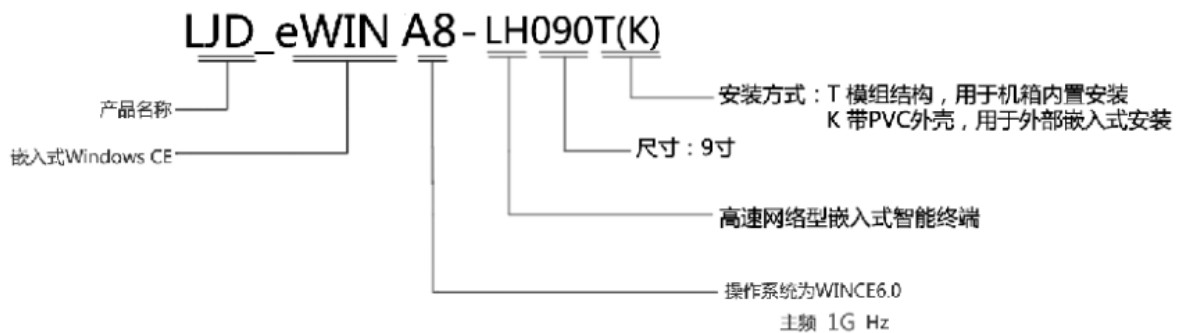 LJD_eWIN A8-LH090T(K)
产品名称
安装方式：T 模组结构，用于机箱内置安装
K 带PVC外壳，用于外部嵌入式安装
嵌入式Windows CE
尺寸：9寸
高速网络型嵌入式智能终端
操作系统为WINCE6.0
主频 1G Hz